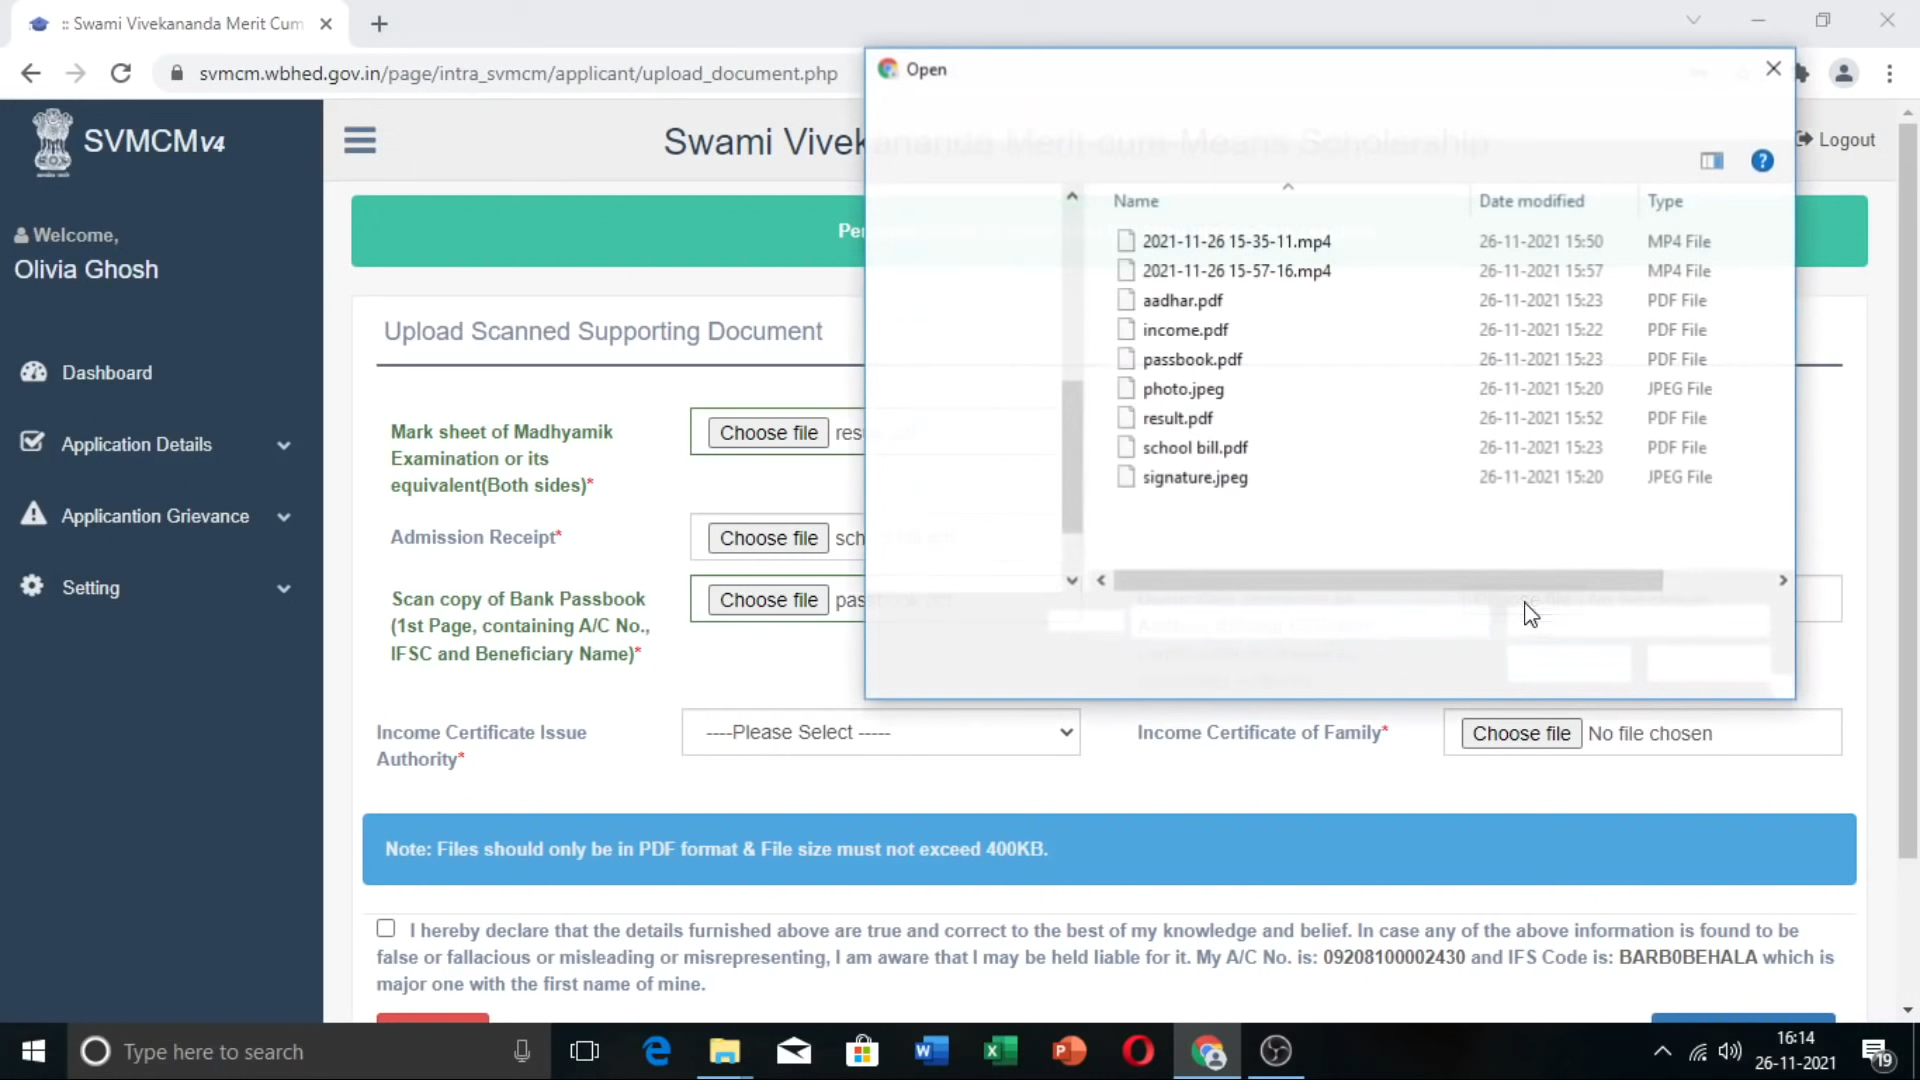 :: Swami Vivekananda Merit Cum
svmcm.wbhed.gov.in/page/intra_svmcm/applicant/upload_document.php
SVMCMV4
Swami Vivekananda Merit-cum-Means Scholarship
Logout
Welcome,
Olivia Ghosh
Dashboard
Application Details
Applicantion Grievance
Setting
Upload Scanned Supporting Document
Mark sheet of Madhyamik
Examination or its
equivalent(Both sides)*
Choose file
Admission Receipt*
Choose file
Scan copy of Bank Passbook
(1st Page, containing A/C No.,
IFSC and Beneficiary Name)*
Choose file
Open
Name Date modified Type
2021-11-26 15-35-11.mp4 26-11-2021 15:50 MP4 File
2021-11-26 15-57-16.mp4 26-11-2021 15:57 MP4 File
aadhar.pdf 26-11-2021 15:23 PDF File
income.pdf 26-11-2021 15:22 PDF File
passbook.pdf 26-11-2021 15:23 PDF File
photo.jpeg 26-11-2021 15:20 JPEG File
result.pdf 26-11-2021 15:52 PDF File
school bill.pdf 26-11-2021 15:23 PDF File
signature.jpeg 26-11-2021 15:20 JPEG File
Income Certificate Issue
Authority*
----Please Select -----
Income Certificate of Family*
Choose file No file chosen
Note: Files should only be in PDF format & File size must not exceed 400KB.
I hereby declare that the details furnished above are true and correct to the best of my knowledge and belief. In case any of the above information is found to be
false or fallacious or misleading or misrepresenting, I am aware that I may be held liable for it. My A/C No. is: 09208100002430 and IFS Code is: BARB0BEHALA which is
major one with the first name of mine.
Type here to search
16:14
26-11-2021
19